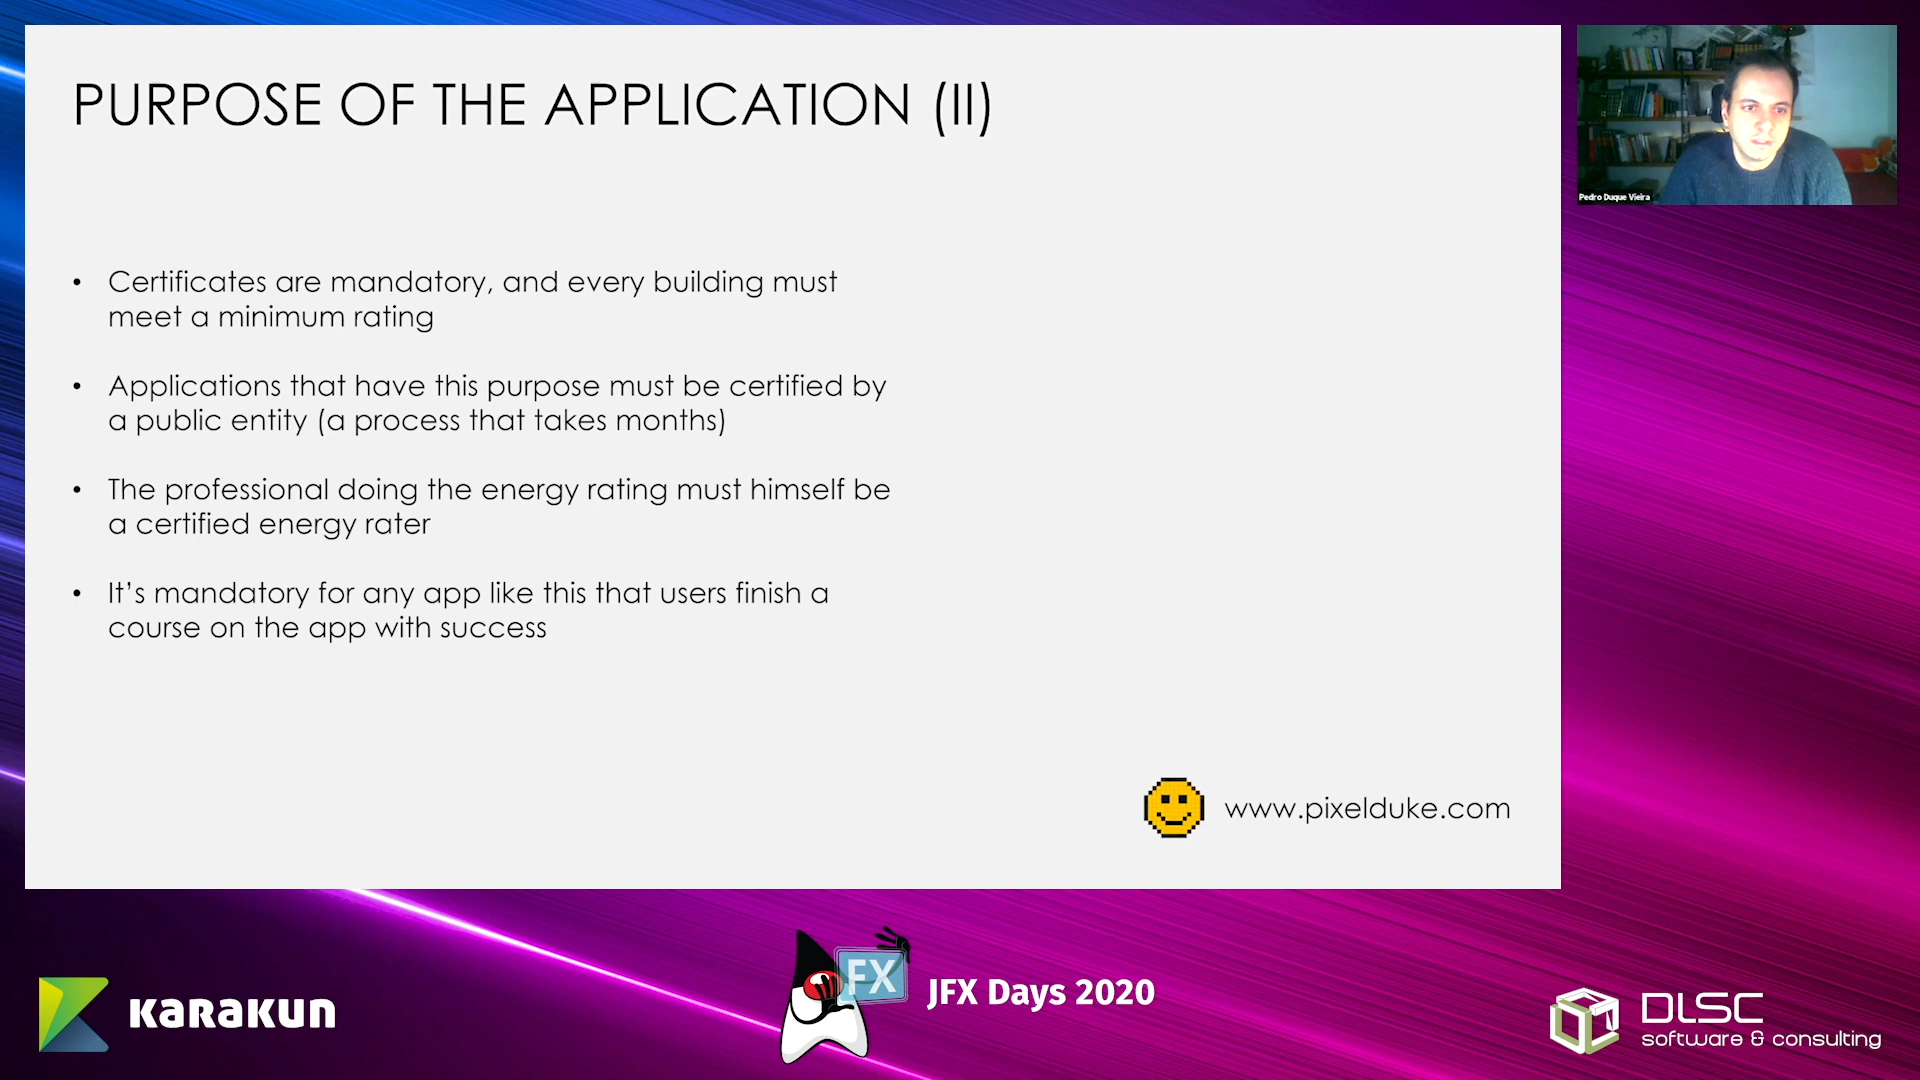 PURPOSE OF THE APPLICATION (II)
• Certificates are mandatory, and every building must
meet a minimum rating
• Applications that have this purpose must be certified by
a public entity (a process that takes months)
• The professional doing the energy rating must himself be
a certified energy rater
• It’s mandatory for any app like this that users finish a
course on the app with success
www.pixelduke.com
Pedro Duque Vieira
KARAKUN
FX
JFX Days 2020
DLSC
software & consulting